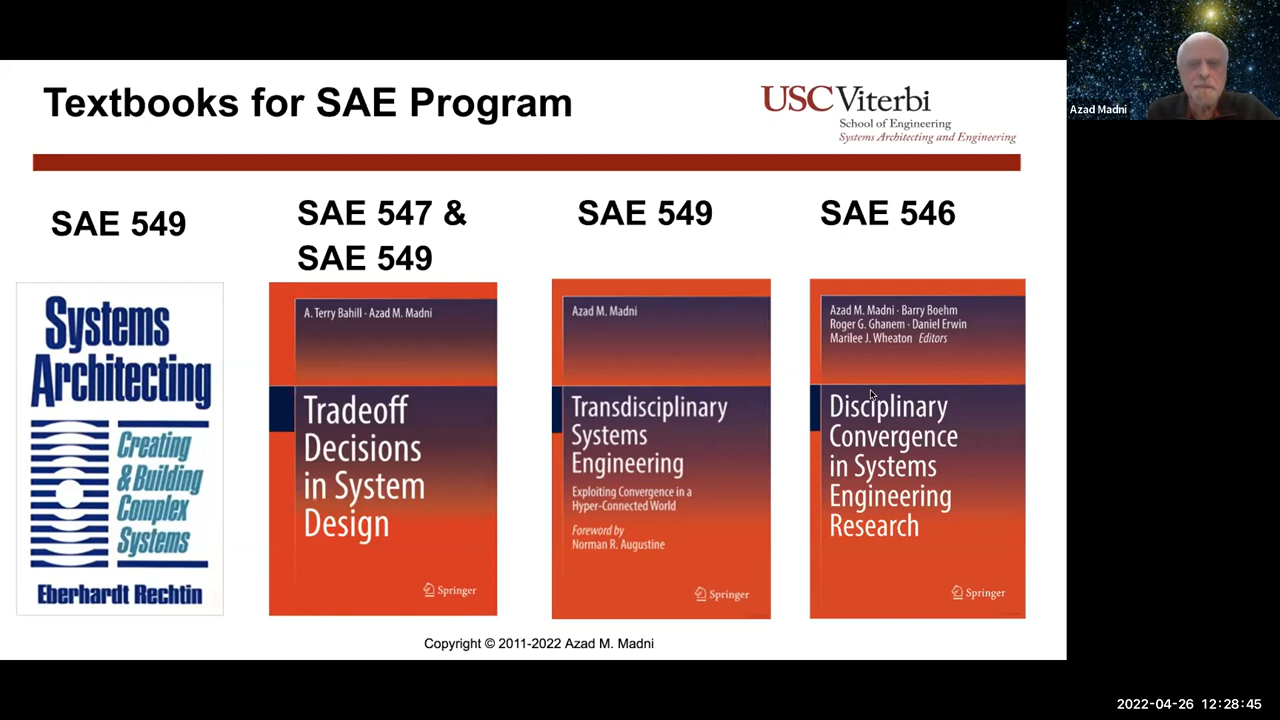 Textbooks for SAE Program
USC Viterbi
School of Engineering
Systems Architecting and Engineering
Azad Madni
SAE 549
SAE 547 &
SAE 549
SAE 549
SAE 546
Systems
Architecting
Creating
& Building
Complex
Systems
Eberhardt Rechtin
A. Terry Bahill · Azad M. Madni
Tradeoff
Decisions
in System
Design
Springer
Azad M. Madni
Transdisciplinary
Systems
Engineering
Exploiting Convergence in a
Hyper-Connected World
Foreword by
Norman R. Augustine
Springer
Azad M. Madni · Barry Boehm
Roger G. Ghanem · Daniel Erwin
Marilee J. Wheaton Editors
Disciplinary
Convergence
in Systems
Engineering
Research
Springer
Copyright © 2011-2022 Azad M. Madni
2022-04-26 12:28:45